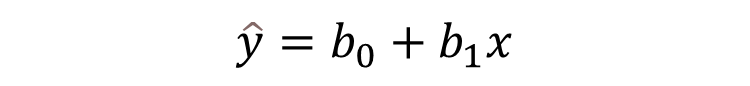 ŷ = b₀ + b₁x